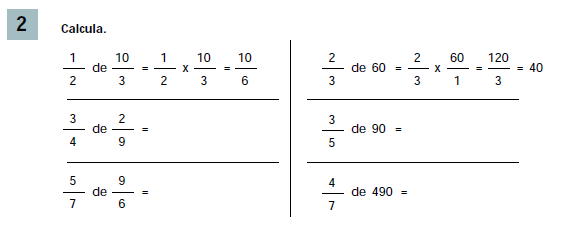 2
Calcula.
1/2 de 10/3 = 1/2 x 10/3 = 10/6
3/4 de 2/9 =
5/7 de 9/6 =
2/3 de 60 = 2/3 x 60/1 = 120/3 = 40
3/5 de 90 =
4/7 de 490 =